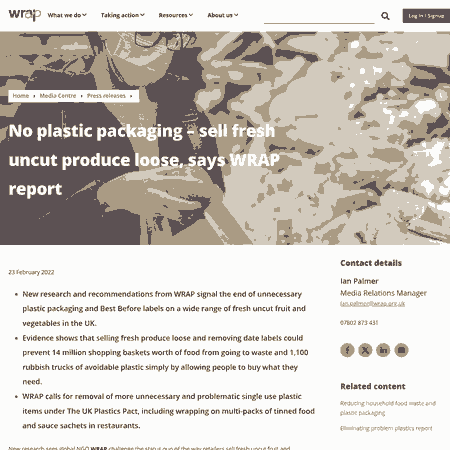 wrap What we do Taking action Resources About us Log in | Signup
Home Media Centre Press releases
No plastic packaging – sell fresh
uncut produce loose, says WRAP
report
23 February 2022
New research and recommendations from WRAP signal the end of unnecessary
plastic packaging and Best Before labels on a wide range of fresh uncut fruit and
vegetables in the UK.
Evidence shows that selling fresh produce loose and removing date labels could
prevent 14 million shopping baskets worth of food from going to waste and 1,100
rubbish trucks of avoidable plastic simply by allowing people to buy what they
need.
WRAP calls for removal of more unnecessary and problematic single use plastic
items under The UK Plastics Pact, including wrapping on multi-packs of tinned food
and sauce sachets in restaurants.
New research sees global NGO WRAP challenge the status quo of the way retailers sell fresh uncut fruit and
Contact details
Ian Palmer
Media Relations Manager
ian.palmer@wrap.org.uk
07802 873 431
Related content
Reducing household food waste and
plastic packaging
Eliminating problem plastics report